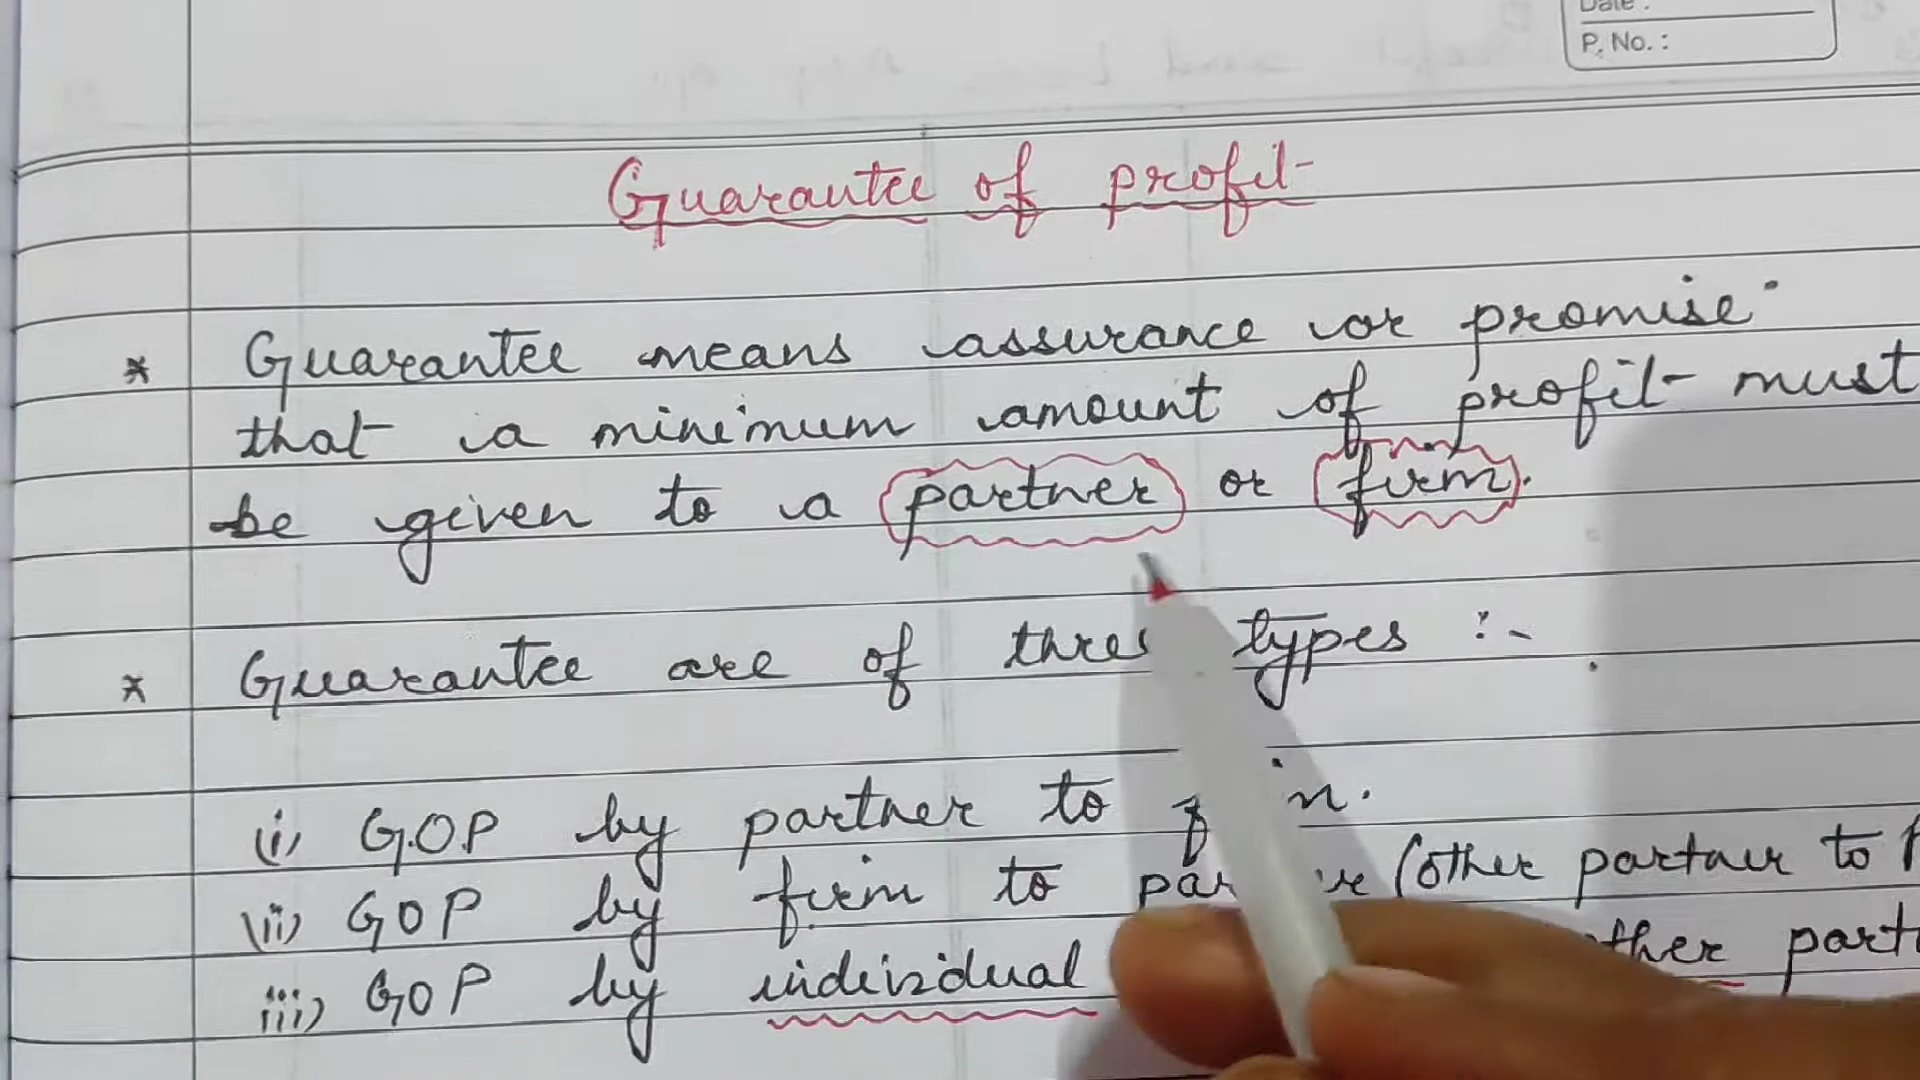 Date :
P. No. :
Guarantee of profit
* Guarantee means assurance or promise
that a minimum amount of profit must
be given to a partner or firm.
* Guarantee are of three types :-
(i) G.O.P by partner to
(ii) GOP by firm to (other partner to
iii) GOP by individual